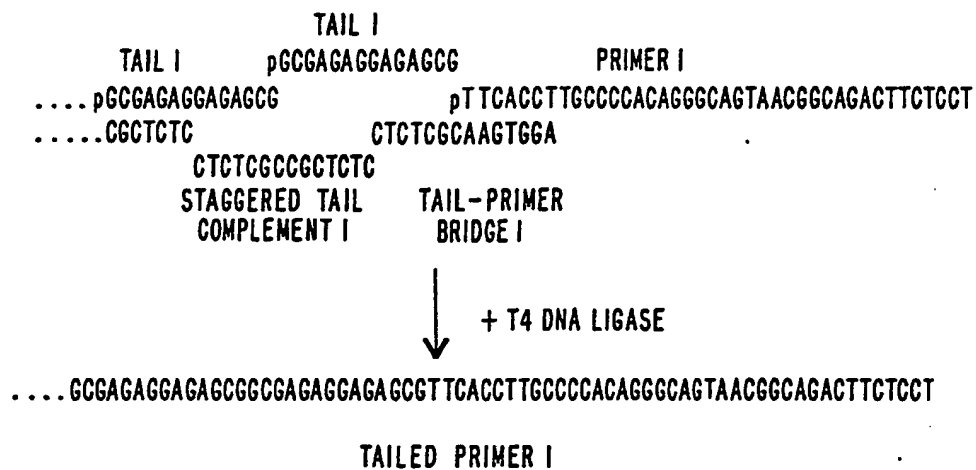 TAIL I
TAIL I pGCGAGAGGAGAGCG PRIMER I
....pGCGAGAGGAGAGCG pTTCACCTTGCCCCACAGGGCAGTAACGGCAGACTTCTCCT
.....CGCTCTC CTCTCGCAAGTGGA
CTCTCGCCGCTCTC
STAGGERED TAIL TAIL-PRIMER
COMPLEMENT I BRIDGE I
+ T4 DNA LIGASE
....GCGAGAGGAGAGCGGCGAGAGGAGAGCGTTCACCTTGCCCCACAGGGCAGTAACGGCAGACTTCTCCT
TAILED PRIMER I